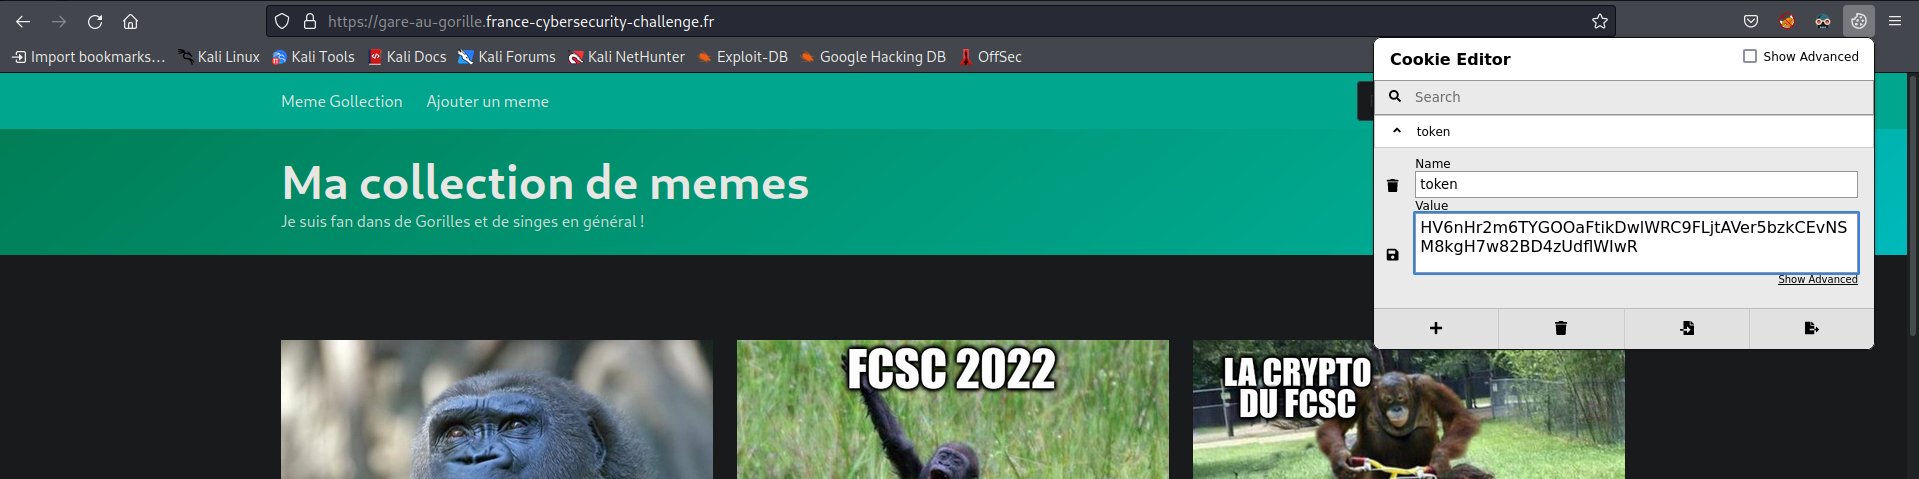 https://gare-au-gorille.france-cybersecurity-challenge.fr
Import bookmarks... Kali Linux Kali Tools Kali Docs Kali Forums Kali NetHunter Exploit-DB Google Hacking DB OffSec
Cookie Editor
Show Advanced
Search
token
Name
token
Value
HV6nHr2m6TYGOOaFtikDwlWRC9FLjtAVer5bzkCEvNS
M8kgH7w82BD4zUdflWIwR
Show Advanced
Meme Gollection Ajouter un meme
Ma collection de memes
Je suis fan dans de Gorilles et de singes en général !
FCSC 2022
LA CRYPTO
DU FCSC